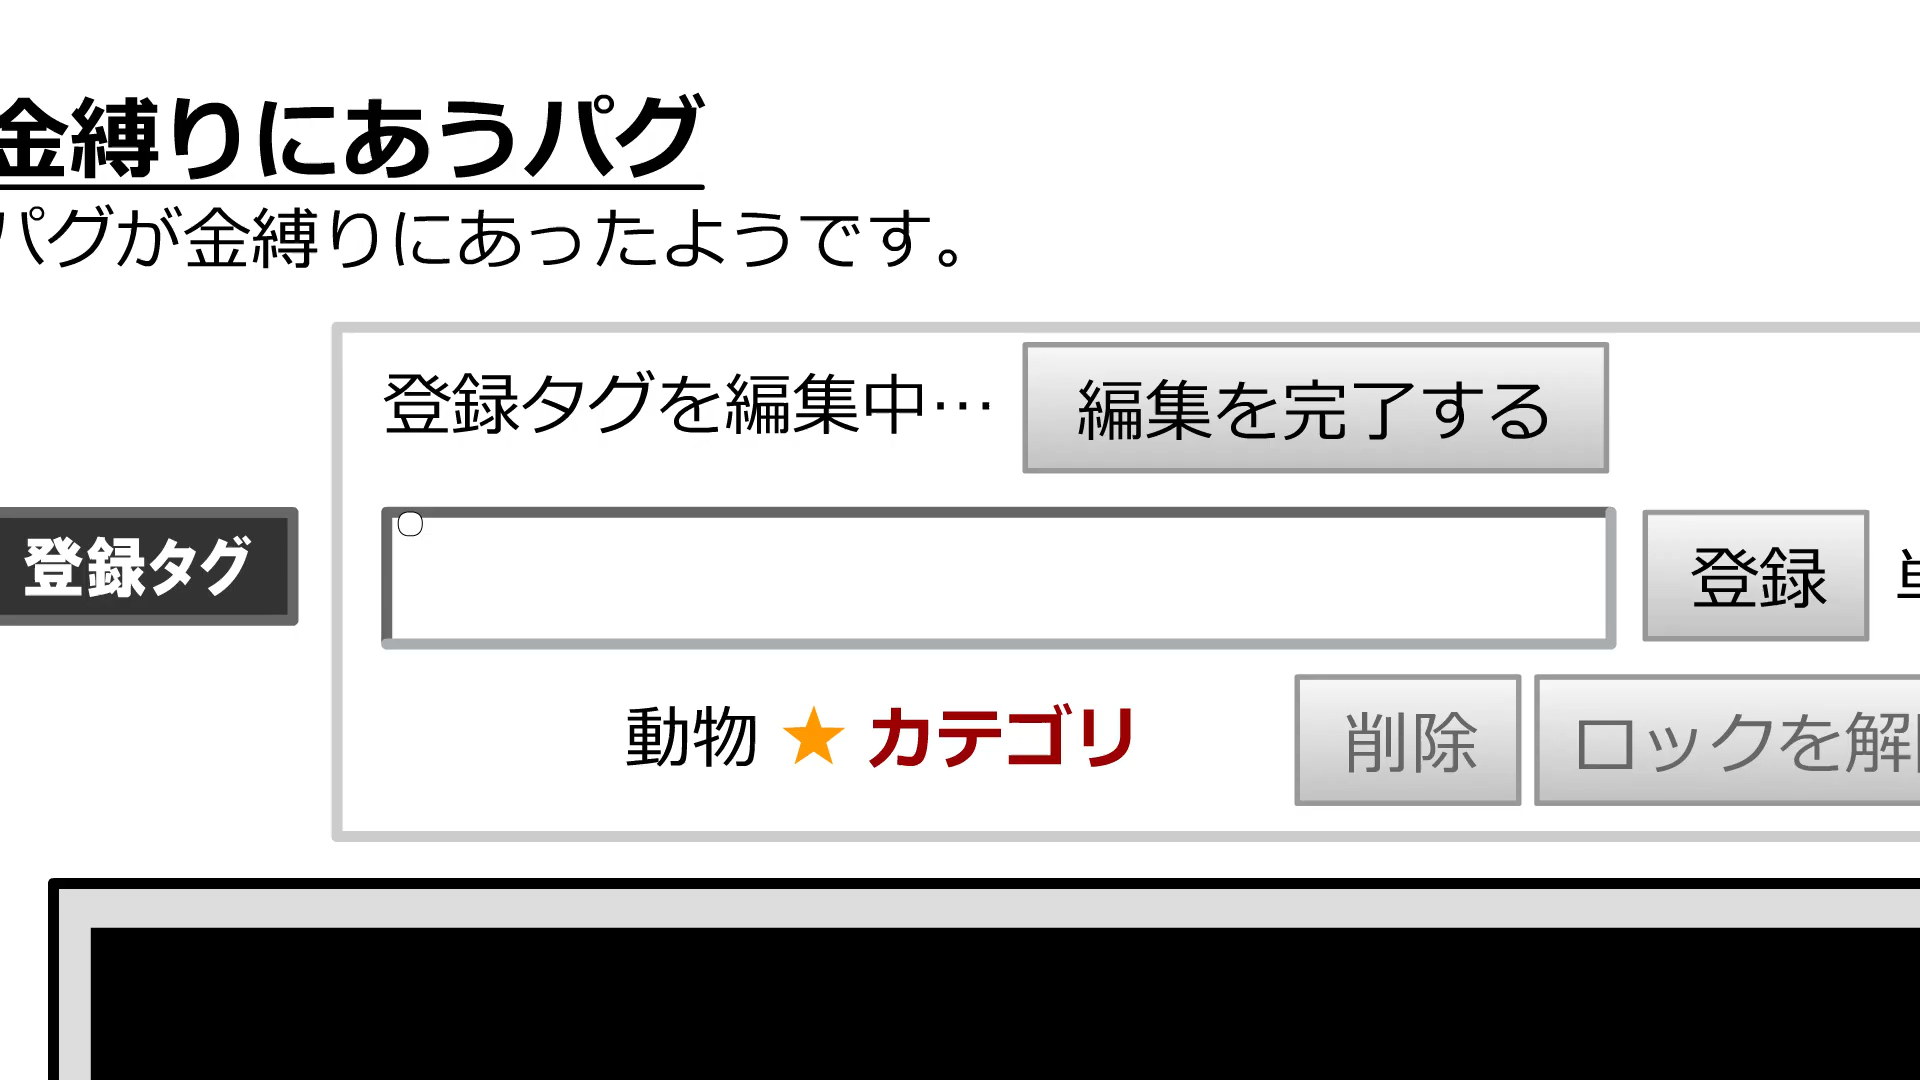 金縛りにあうパグ
パグが金縛りにあったようです。
登録タグを編集中… 編集を完了する
登録タグ
登録
動物 ★ カテゴリ 削除 ロックを解